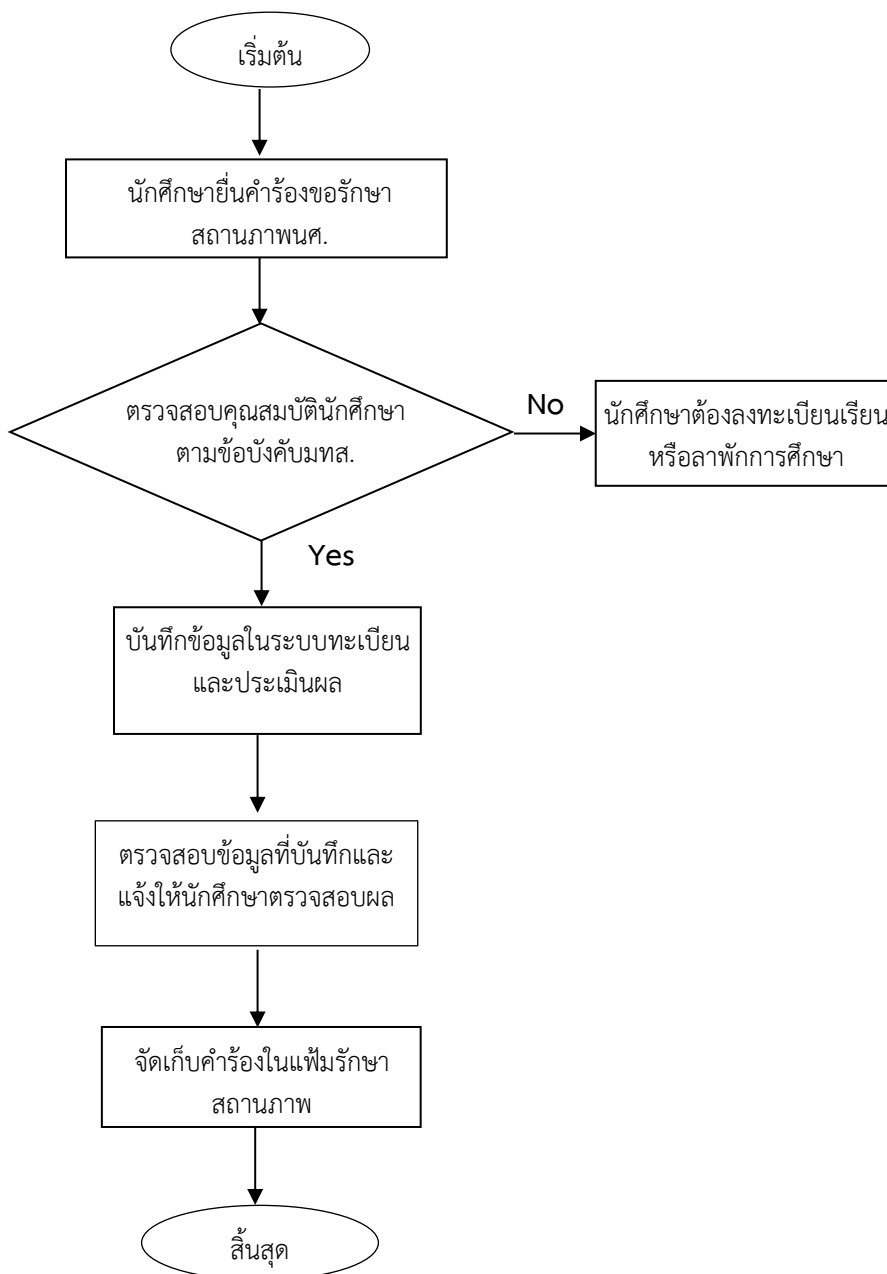 เริ่มต้น
นักศึกษายื่นคำร้องขอรักษา
สถานภาพนศ.
ตรวจสอบคุณสมบัตินักศึกษา
ตามข้อบังคับมทส.
No
นักศึกษาต้องลงทะเบียนเรียน
หรือลาพักการศึกษา
Yes
บันทึกข้อมูลในระบบทะเบียน
และประเมินผล
ตรวจสอบข้อมูลที่บันทึกและ
แจ้งให้นักศึกษาตรวจสอบผล
จัดเก็บคำร้องในแฟ้มรักษา
สถานภาพ
สิ้นสุด